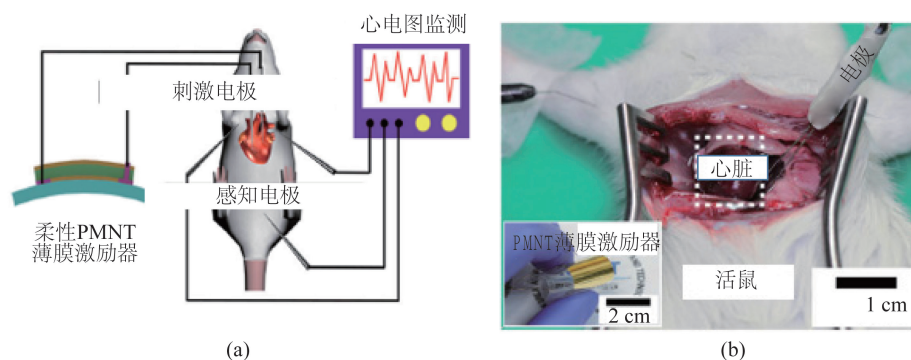 心电图监测
刺激电极
感知电极
柔性PMNT
薄膜激励器
(a)
电极
心脏
PMNT薄膜激励器
2 cm
活鼠
1 cm
(b)